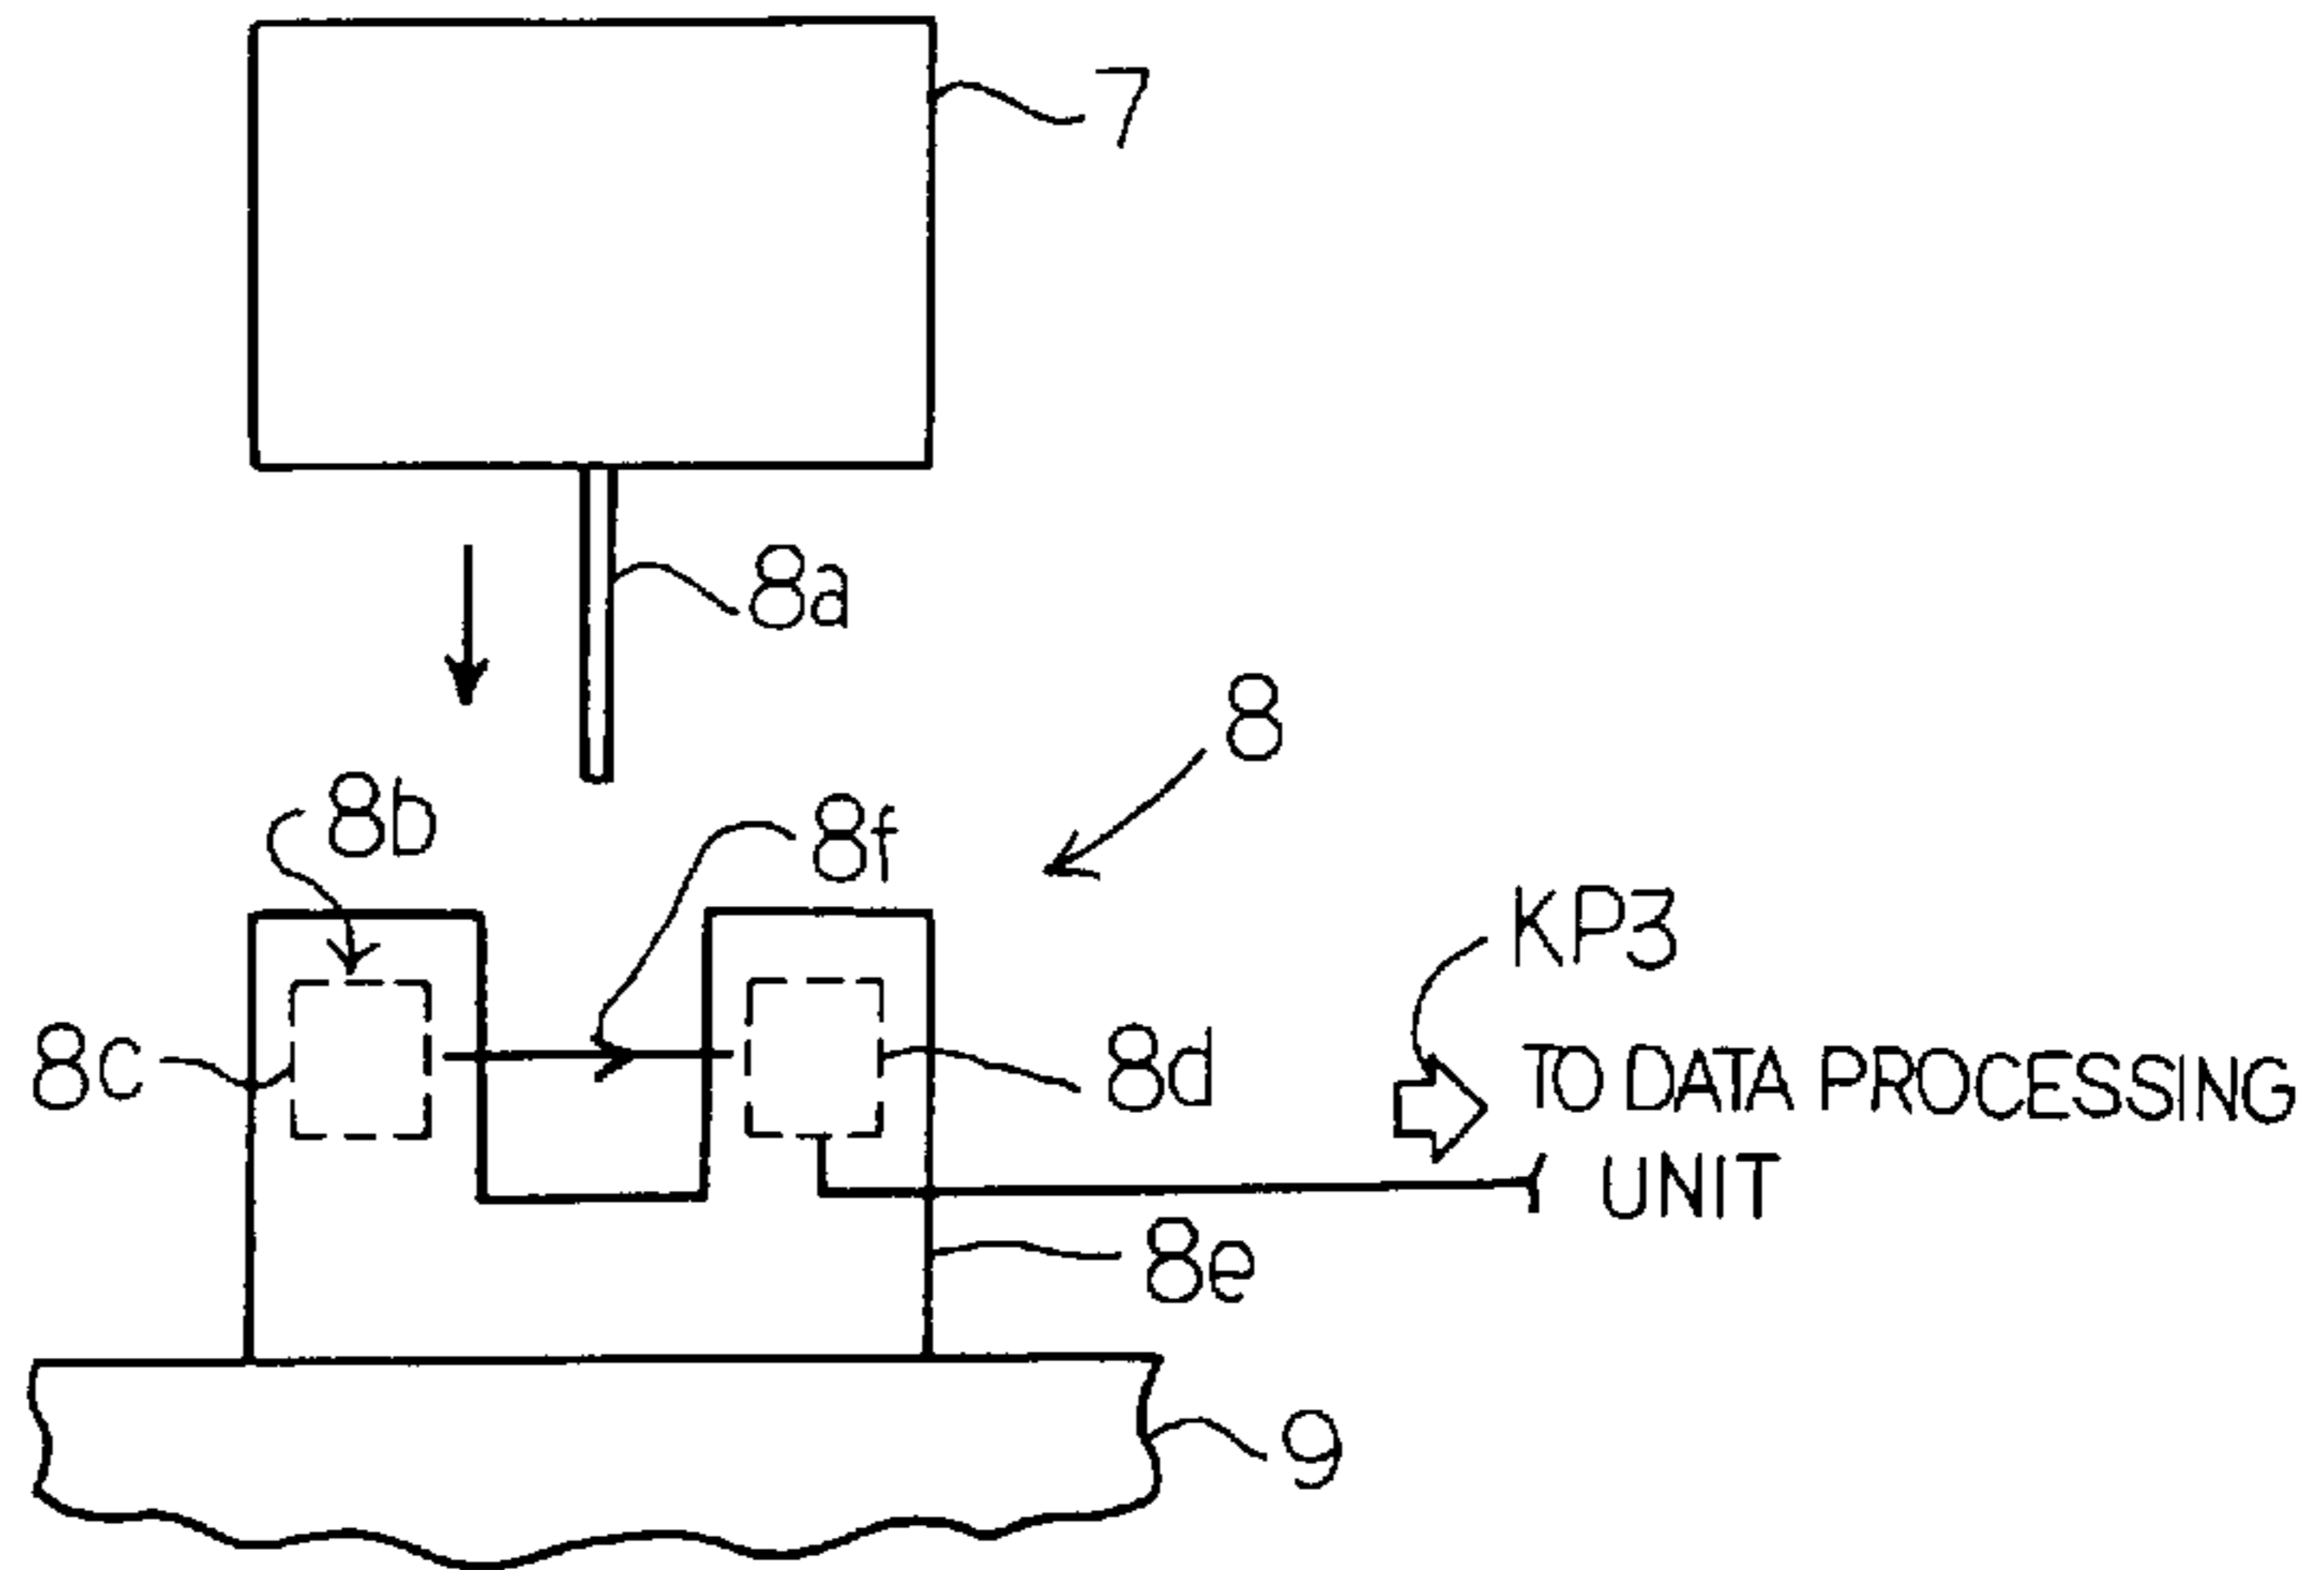 7
8a
8
8b
8f
KP3
8c
8d
TO DATA PROCESSING
UNIT
8e
9